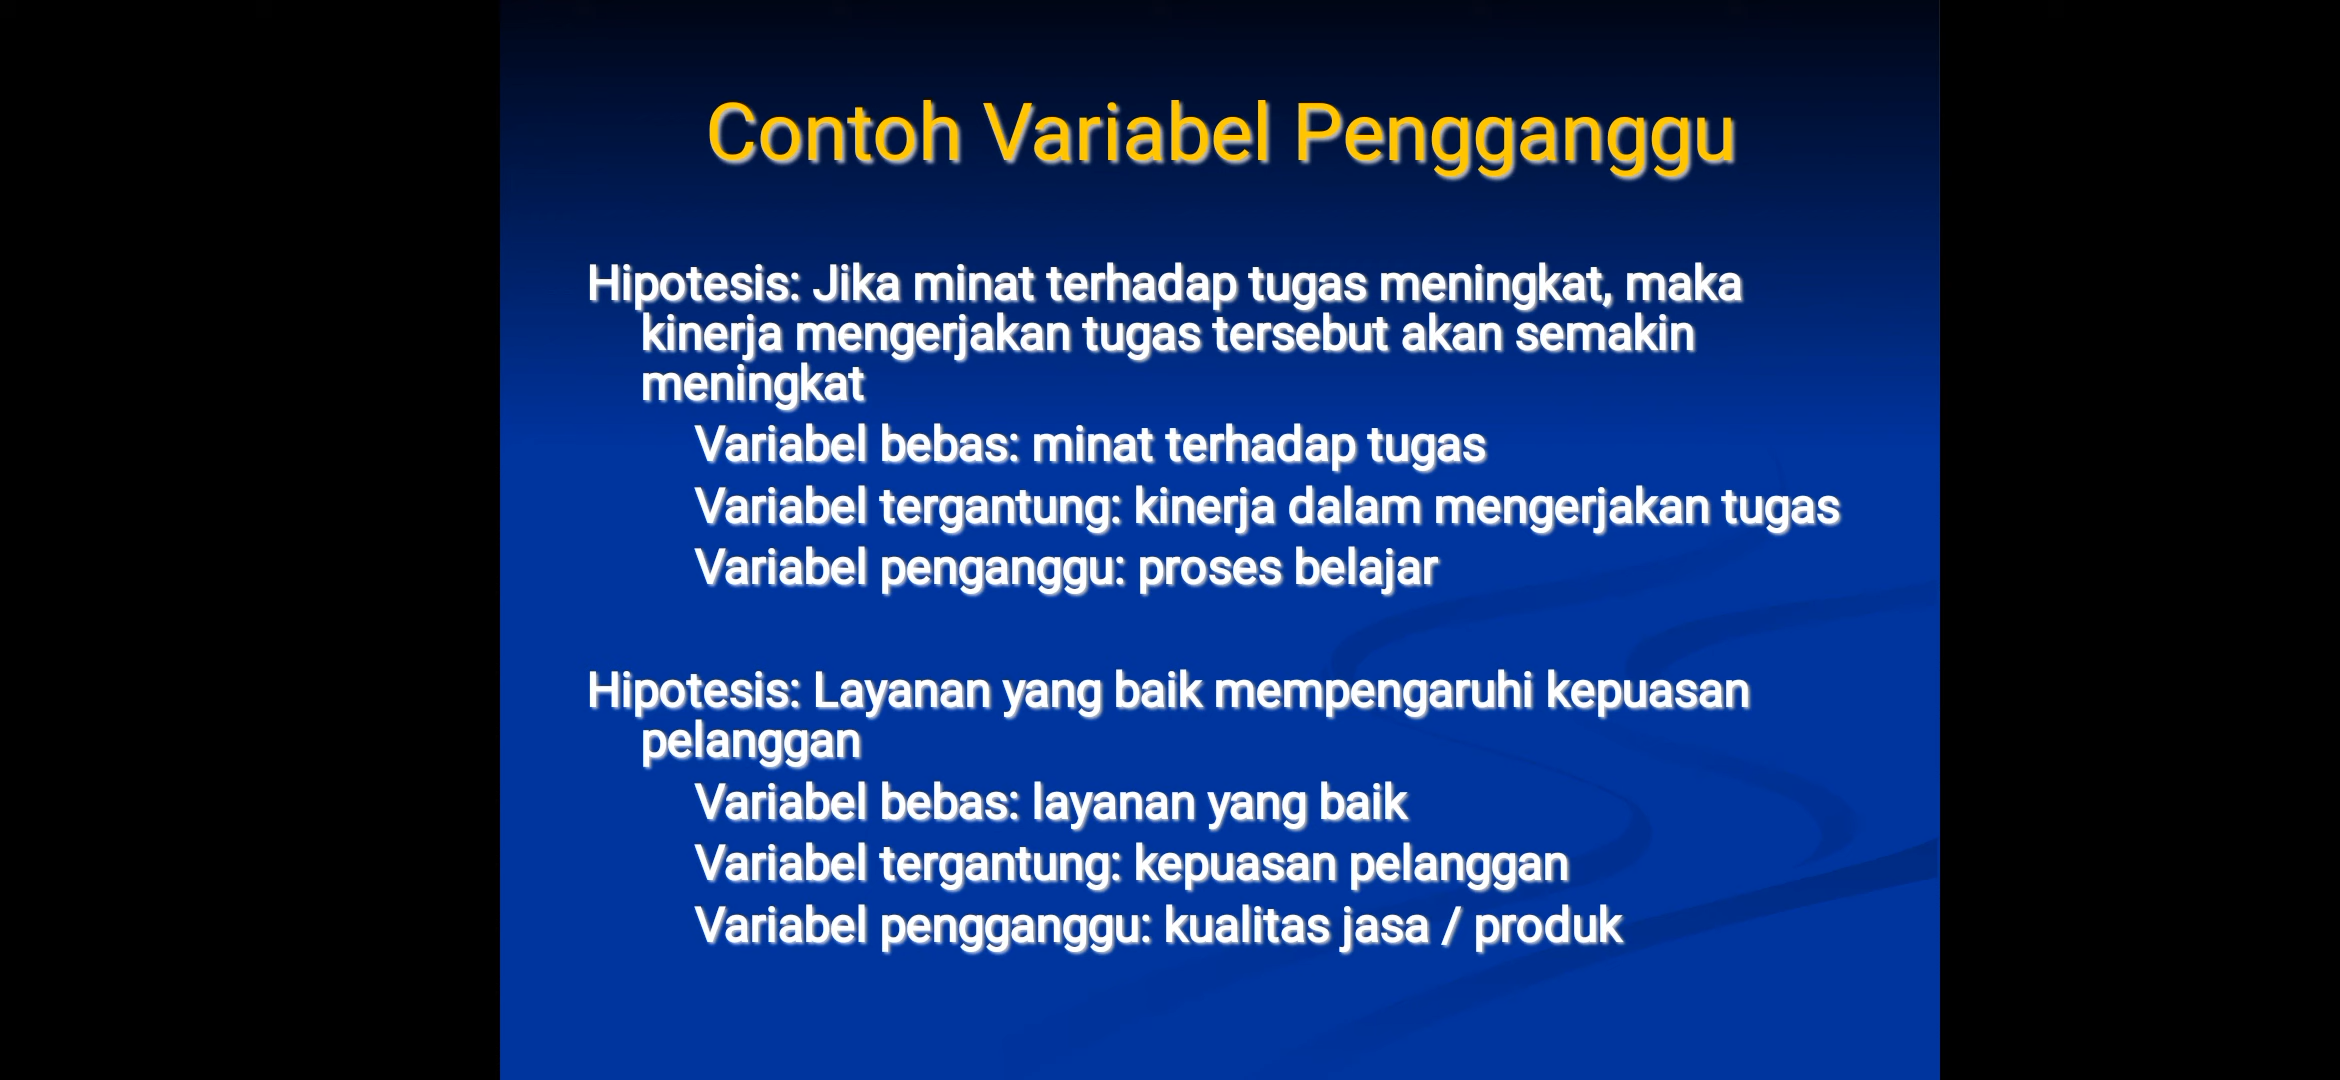 Contoh Variabel Pengganggu
Hipotesis: Jika minat terhadap tugas meningkat, maka
kinerja mengerjakan tugas tersebut akan semakin
meningkat
Variabel bebas: minat terhadap tugas
Variabel tergantung: kinerja dalam mengerjakan tugas
Variabel penganggu: proses belajar
Hipotesis: Layanan yang baik mempengaruhi kepuasan
pelanggan
Variabel bebas: layanan yang baik
Variabel tergantung: kepuasan pelanggan
Variabel pengganggu: kualitas jasa / produk